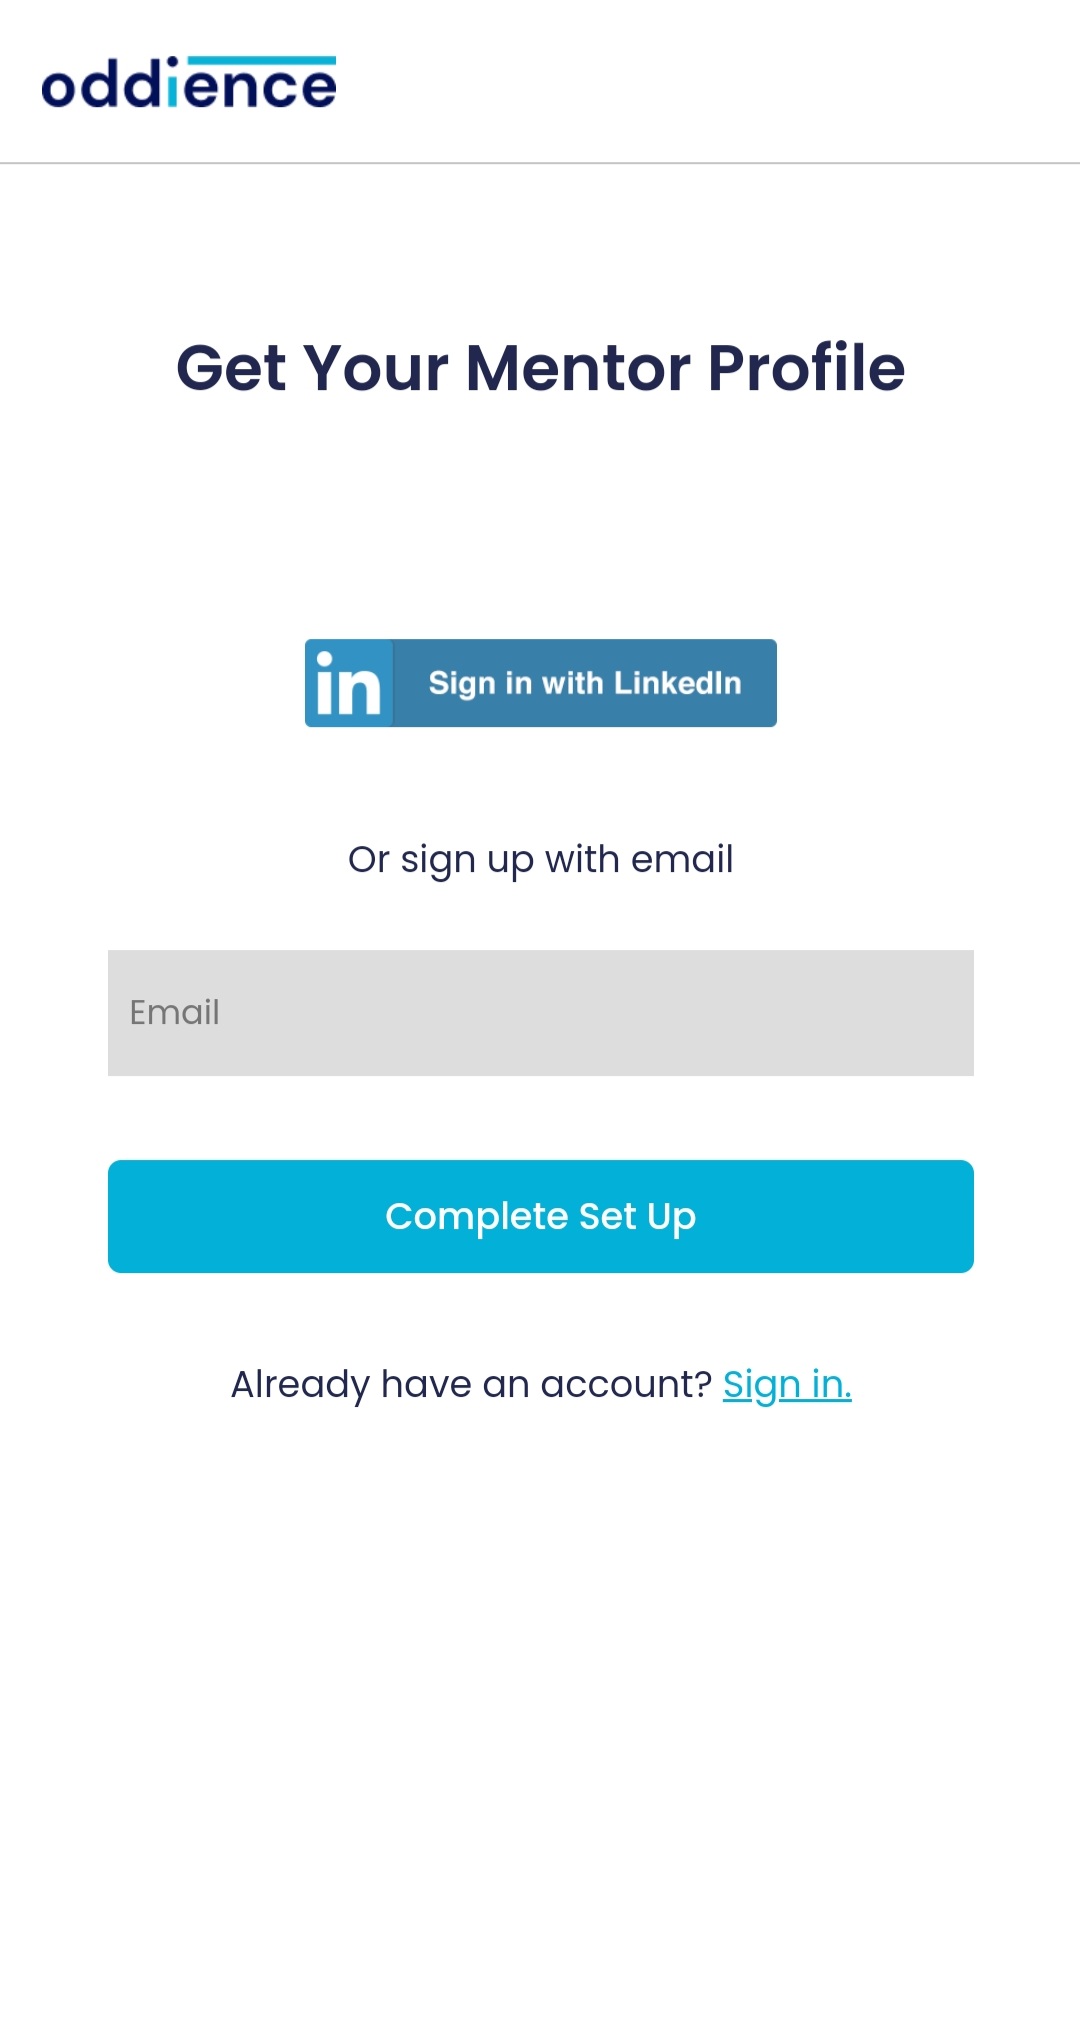 oddience
Get Your Mentor Profile
in Sign in with LinkedIn
Or sign up with email
Email
Complete Set Up
Already have an account? Sign in.